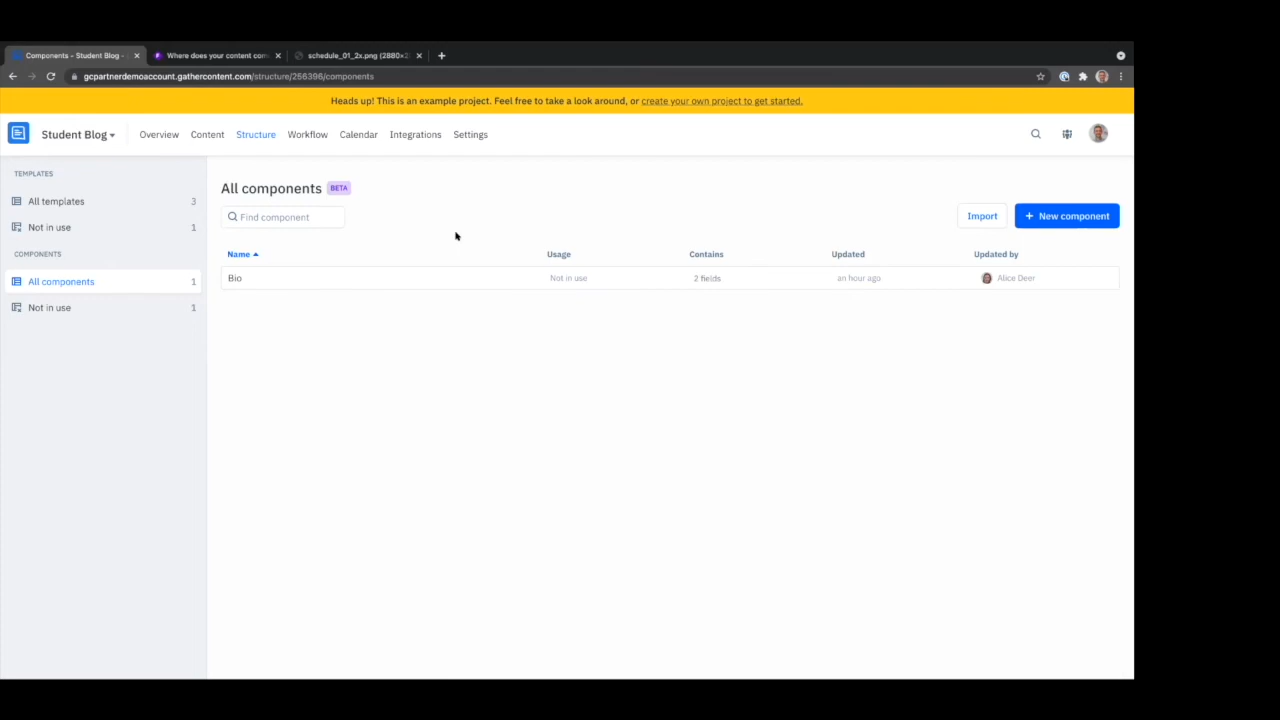 Components - Student Blog -
Where does your content com
schedule_01_2x.png (2880×2
gcpartnerdemoaccount.gathercontent.com/structure/256396/components
Heads up! This is an example project. Feel free to take a look around, or create your own project to get started.
Student Blog
Overview
Content
Structure
Workflow
Calendar
Integrations
Settings
TEMPLATES
All templates 3
Not in use 1
COMPONENTS
All components 1
Not in use 1
All components BETA
Find component
Import
+ New component
Name Usage Contains Updated Updated by
Bio Not in use 2 fields an hour ago Alice Deer